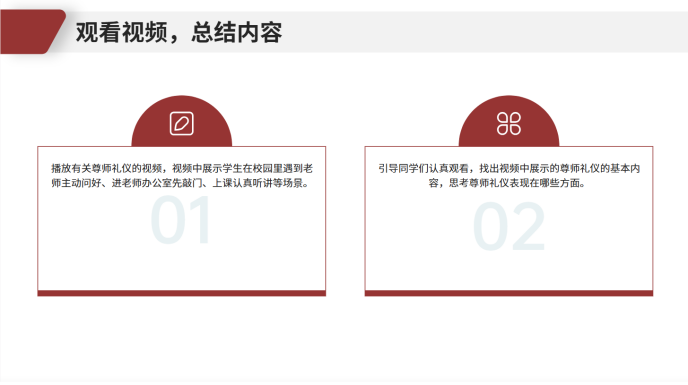 观看视频，总结内容
播放有关尊师礼仪的视频，视频中展示学生在校园里遇到老
师主动问好、进老师办公室先敲门、上课认真听讲等场景。
01
引导同学们认真观看，找出视频中展示的尊师礼仪的基本内
容，思考尊师礼仪表现在哪些方面。
02